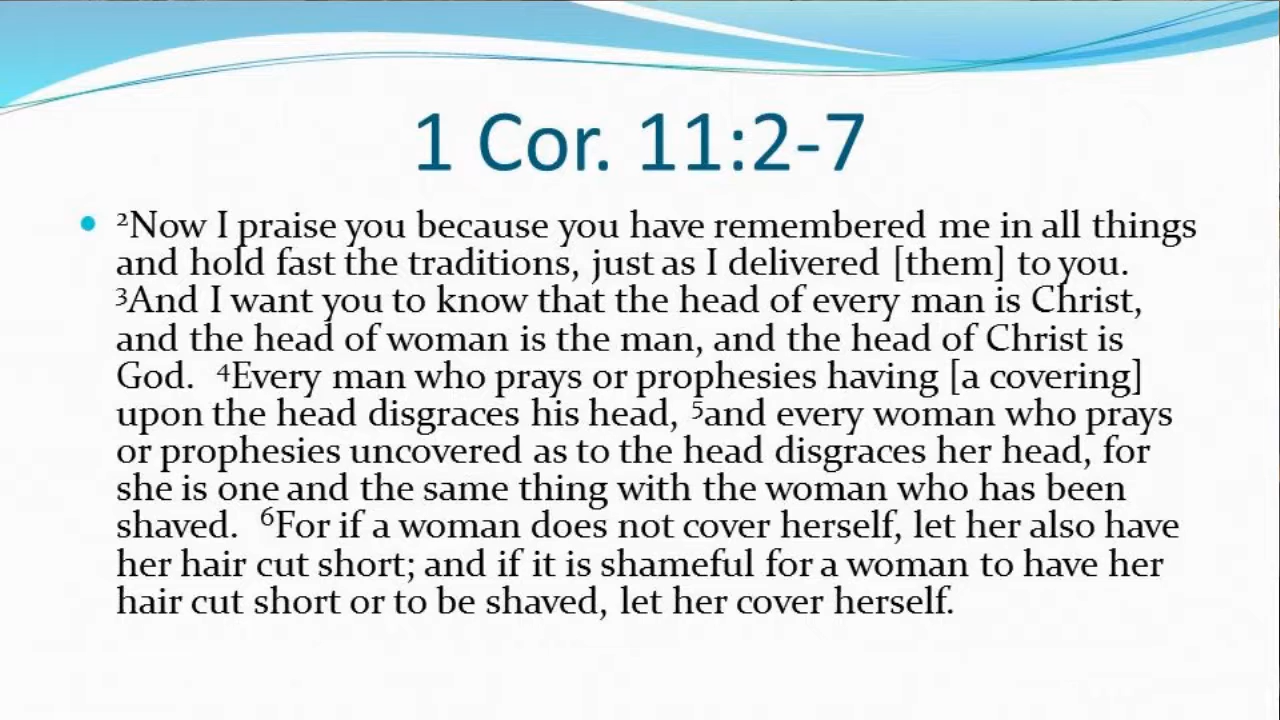 1 Cor. 11:2-7
• ²Now I praise you because you have remembered me in all things
and hold fast the traditions, just as I delivered [them] to you.
³And I want you to know that the head of every man is Christ,
and the head of woman is the man, and the head of Christ is
God. ⁴Every man who prays or prophesies having [a covering]
upon the head disgraces his head, ⁵and every woman who prays
or prophesies uncovered as to the head disgraces her head, for
she is one and the same thing with the woman who has been
shaved. ⁶For if a woman does not cover herself, let her also have
her hair cut short; and if it is shameful for a woman to have her
hair cut short or to be shaved, let her cover herself.